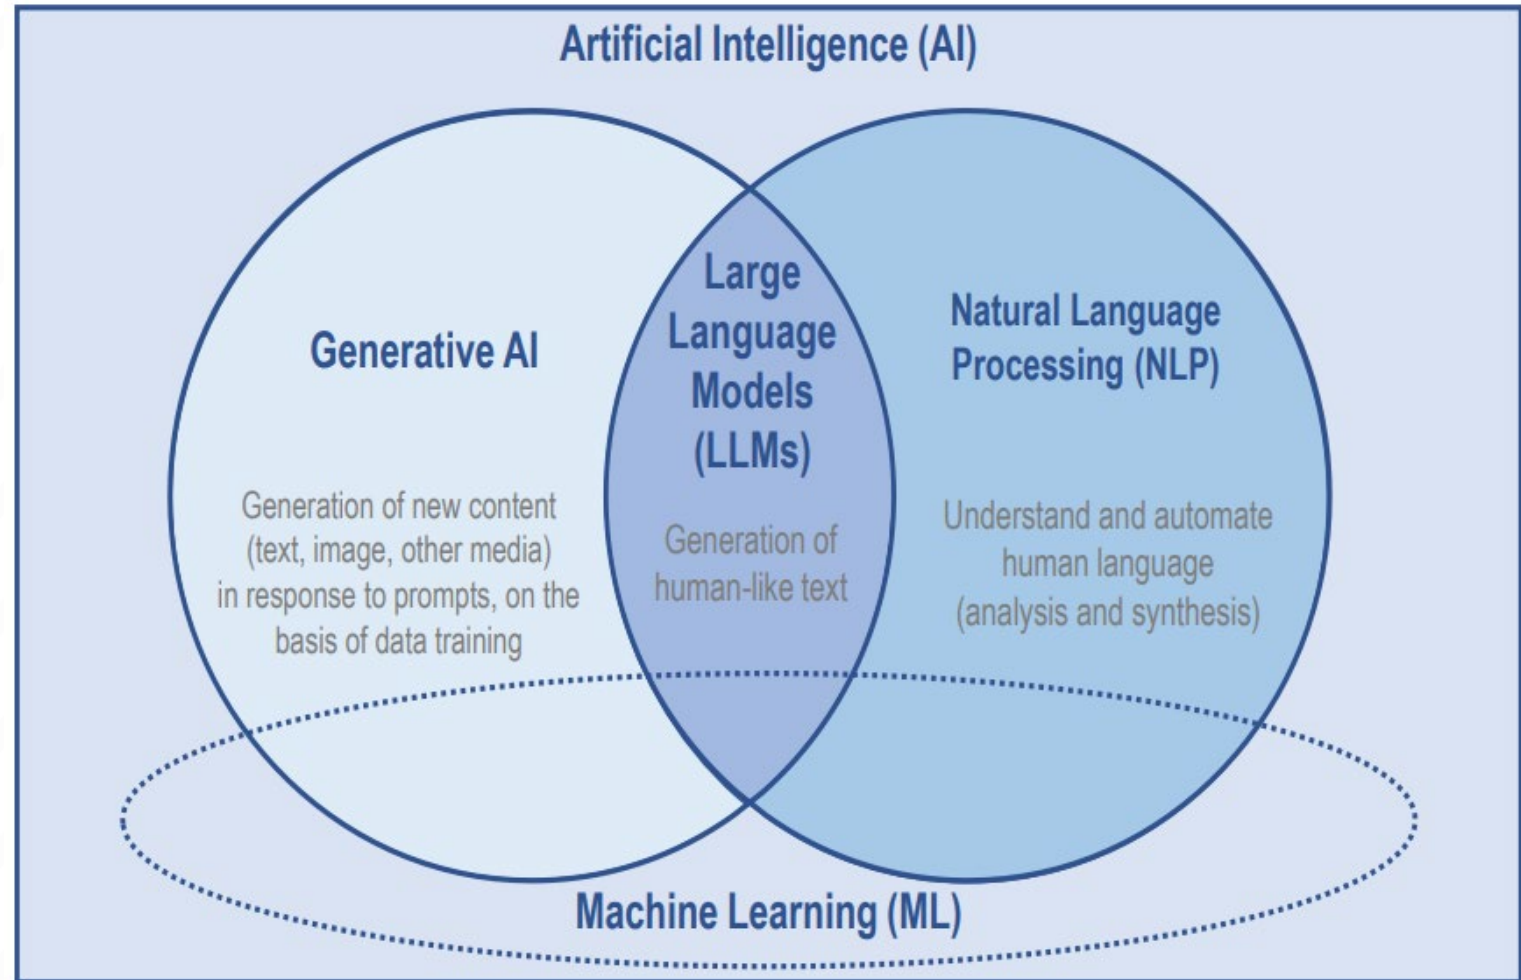 Artificial Intelligence (AI)
Generative AI
Generation of new content
(text, image, other media)
in response to prompts, on the
basis of data training
Large
Language
Models
(LLMs)
Generation of
human-like text
Natural Language
Processing (NLP)
Understand and automate
human language
(analysis and synthesis)
Machine Learning (ML)